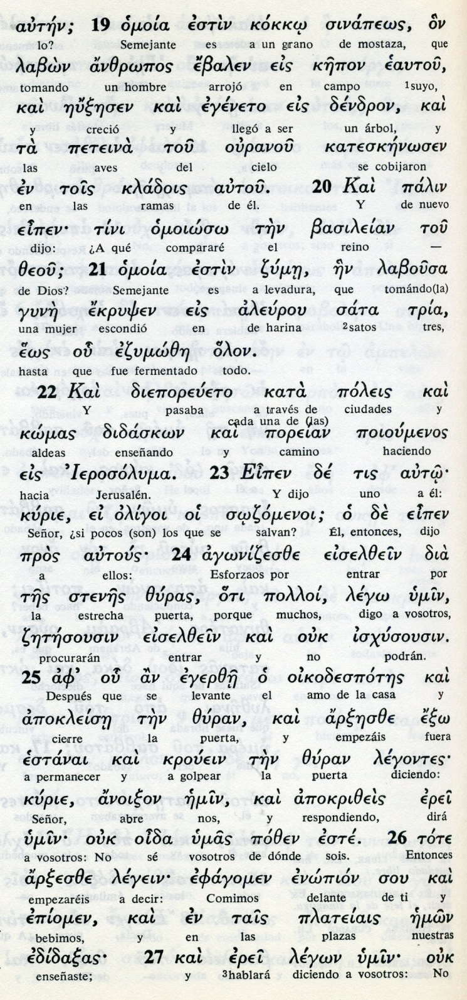 αὐτήν; 19 ὁμοία ἐστὶν κόκκῳ σινάπεως, ὃν
lo? Semejante es a un grano de mostaza, que
λαβὼν ἄνθρωπος ἔβαλεν εἰς κῆπον ἑαυτοῦ,
tomando un hombre arrojó en campo 1suyo,
καὶ ηὔξησεν καὶ ἐγένετο εἰς δένδρον, καὶ
y creció y llegó a ser un árbol, y
τὰ πετεινὰ τοῦ οὐρανοῦ κατεσκήνωσεν
las aves del cielo se cobijaron
ἐν τοῖς κλάδοις αὐτοῦ. 20 Καὶ πάλιν
en las ramas de él. Y de nuevo
εἶπεν· τίνι ὁμοιώσω τὴν βασιλείαν τοῦ
dijo: ¿A qué compararé el reino —
θεοῦ; 21 ὁμοία ἐστὶν ζύμῃ, ἣν λαβοῦσα
de Dios? Semejante es a levadura, que tomándo(la)
γυνὴ ἔκρυψεν εἰς ἀλεύρου σάτα τρία,
una mujer escondió en de harina 2satos tres,
ἕως οὗ ἐζυμώθη ὅλον.
hasta que fue fermentado todo.
22 Καὶ διεπορεύετο κατὰ πόλεις καὶ
Y pasaba a través de ciudades y
cada una de (las)
κώμας διδάσκων καὶ πορείαν ποιούμενος
aldeas enseñando y camino haciendo
εἰς Ἱεροσόλυμα. 23 Εἶπεν δέ τις αὐτῷ·
hacia Jerusalén. Y dijo uno a él:
κύριε, εἰ ὀλίγοι οἱ σῳζόμενοι; ὁ δὲ εἶπεν
Señor, ¿si pocos (son) los que se salvan? Él, entonces, dijo
πρὸς αὐτούς· 24 ἀγωνίζεσθε εἰσελθεῖν διὰ
a ellos: Esforzaos por entrar por
τῆς στενῆς θύρας, ὅτι πολλοί, λέγω ὑμῖν,
la estrecha puerta, porque muchos, digo a vosotros,
ζητήσουσιν εἰσελθεῖν καὶ οὐκ ἰσχύσουσιν.
procurarán entrar y no podrán.
25 ἀφ’ οὗ ἂν ἐγερθῇ ὁ οἰκοδεσπότης καὶ
Después que se levante el amo de la casa y
ἀποκλείσῃ τὴν θύραν, καὶ ἄρξησθε ἔξω
cierre la puerta, y empezáis fuera
ἑστάναι καὶ κρούειν τὴν θύραν λέγοντες·
a permanecer y a golpear la puerta diciendo:
κύριε, ἄνοιξον ἡμῖν, καὶ ἀποκριθεὶς ἐρεῖ
Señor, abre nos, y respondiendo, dirá
ὑμῖν· οὐκ οἶδα ὑμᾶς πόθεν ἐστέ. 26 τότε
a vosotros: No sé vosotros de dónde sois. Entonces
ἄρξεσθε λέγειν· ἐφάγομεν ἐνώπιόν σου καὶ
empezaréis a decir: Comimos delante de ti y
ἐπίομεν, καὶ ἐν ταῖς πλατείαις ἡμῶν
bebimos, y en las plazas nuestras
ἐδίδαξας· 27 καὶ ἐρεῖ λέγων ὑμῖν· οὐκ
enseñaste; y 3hablará diciendo a vosotros: No